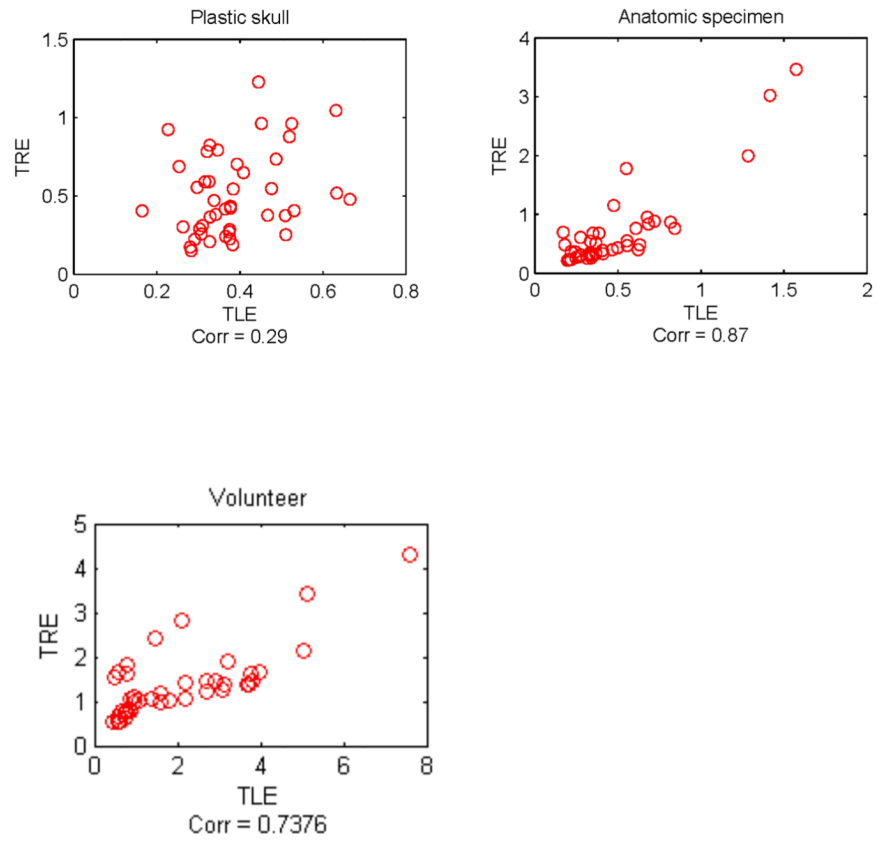 Plastic skull
1.5
1
0.5
0
TRE
0 0.2 0.4 0.6 0.8
TLE
Corr = 0.29
Anatomic specimen
4
3
2
1
0
TRE
0 0.5 1 1.5 2
TLE
Corr = 0.87
Volunteer
5
4
3
2
1
0
TRE
0 2 4 6 8
TLE
Corr = 0.7376